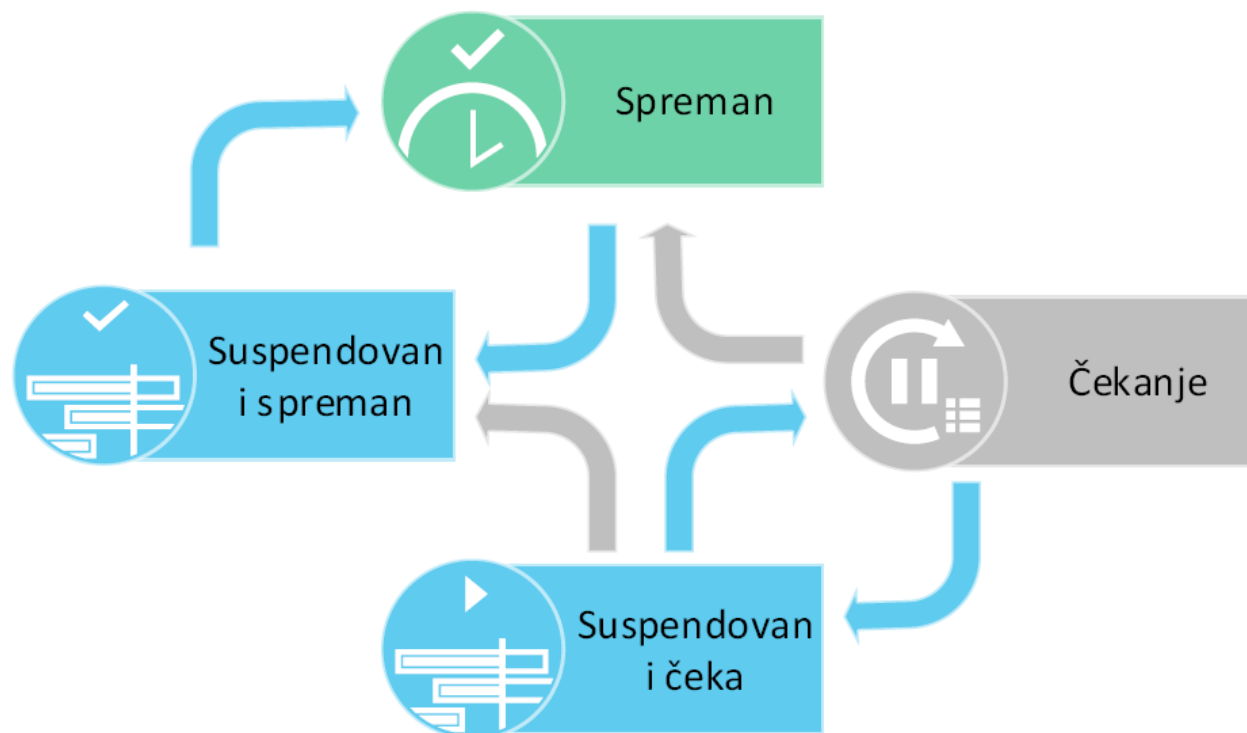 Spreman
Suspendovan
i spreman
Čekanje
Suspendovan
i čeka